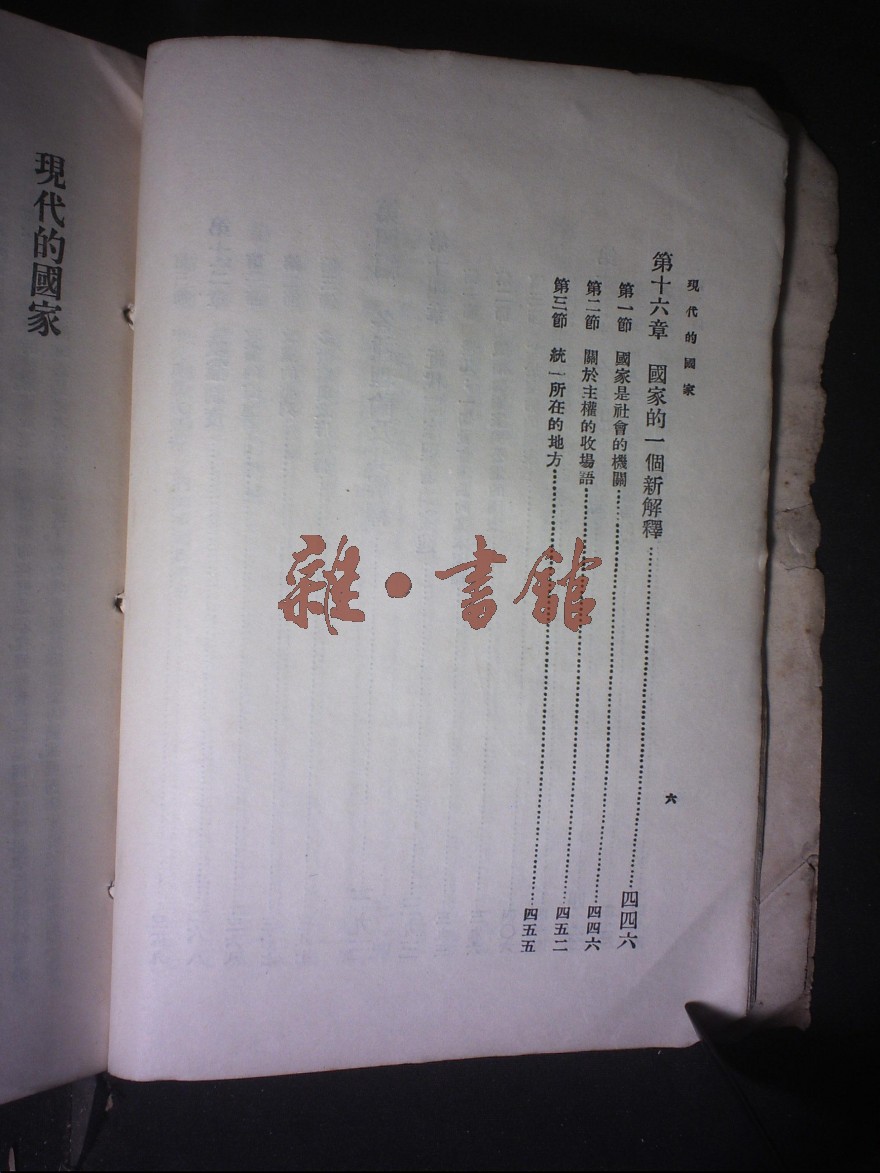 現代的國家
第十六章　國家的一個新解釋……四四六
第一節　國家是社會的機關……四四六
第二節　關於主權的收場語……四五二
第三節　統一所在的地方……四五五
六
現代的國家
雜·書館